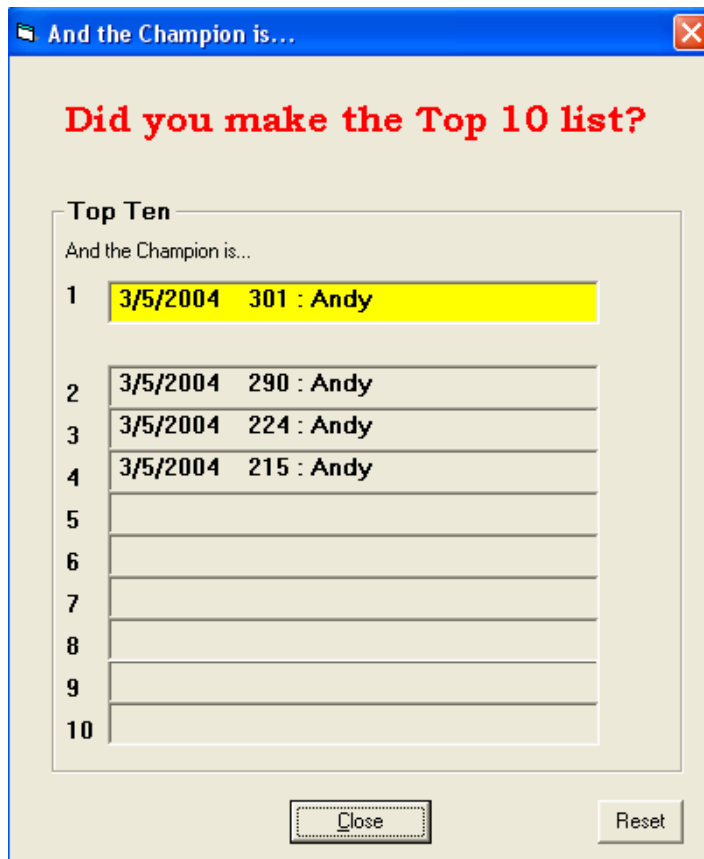 And the Champion is...
Did you make the Top 10 list?
Top Ten
And the Champion is...
1 3/5/2004 301 : Andy
2 3/5/2004 290 : Andy
3 3/5/2004 224 : Andy
4 3/5/2004 215 : Andy
5
6
7
8
9
10
Close Reset